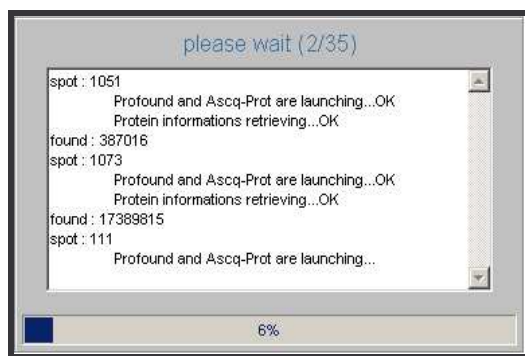 please wait (2/35)
spot : 1051
Profound and Ascq-Prot are launching...OK
Protein informations retrieving...OK
found : 387016
spot : 1073
Profound and Ascq-Prot are launching...OK
Protein informations retrieving...OK
found : 17389815
spot : 111
Profound and Ascq-Prot are launching...
6%